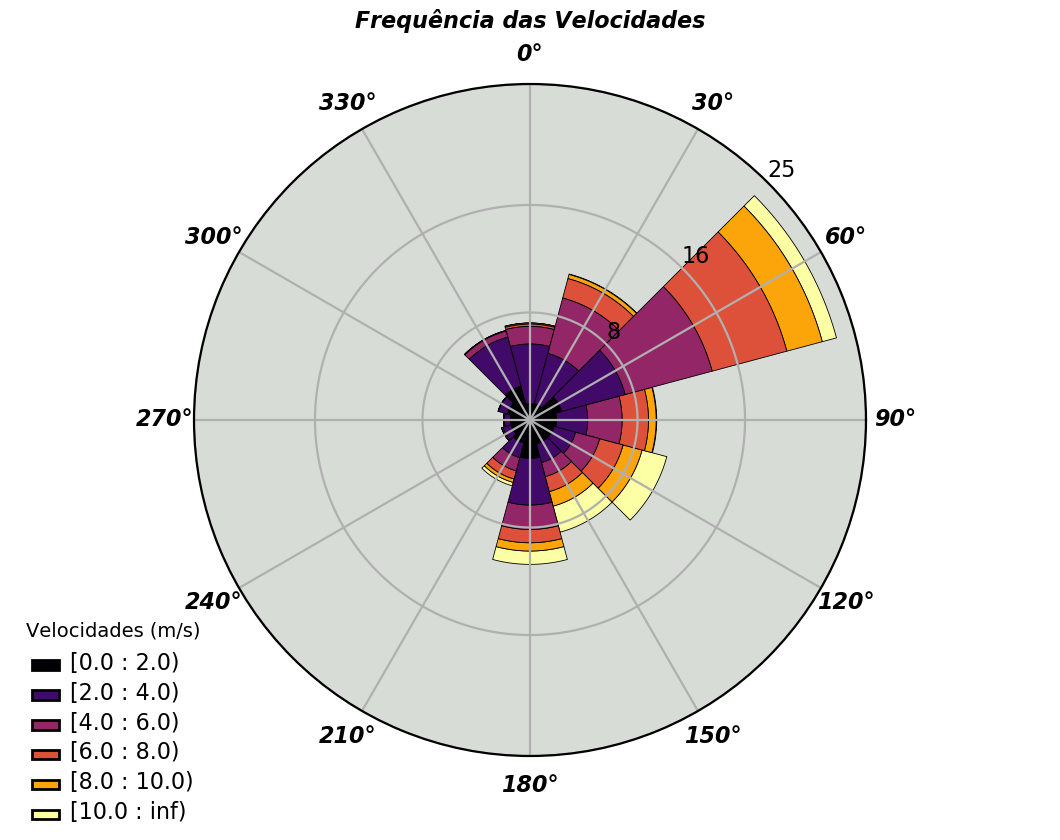 Frequência das Velocidades
0°
30°
60°
90°
120°
150°
180°
210°
240°
270°
300°
330°
8
16
25
Velocidades (m/s)
[0.0 : 2.0)
[2.0 : 4.0)
[4.0 : 6.0)
[6.0 : 8.0)
[8.0 : 10.0)
[10.0 : inf)